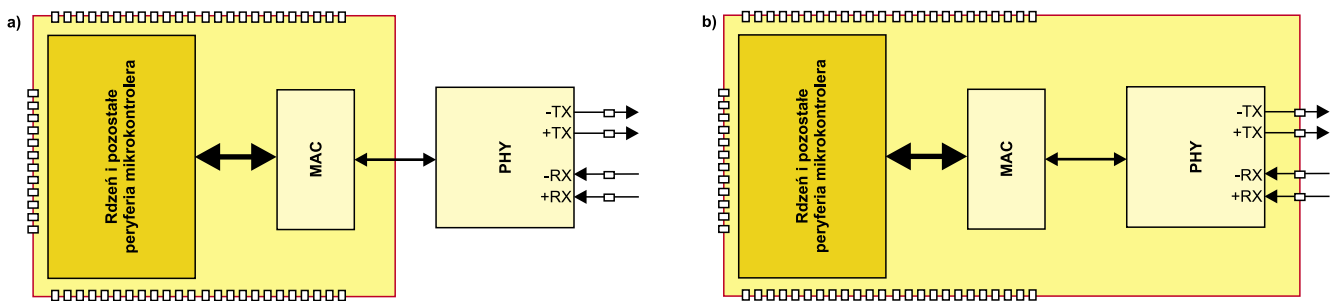 a)
Rdzeń i pozostałe
peryferia mikrokontrolera
MAC
PHY
-TX
+TX
-RX
+RX
b)
Rdzeń i pozostałe
peryferia mikrokontrolera
MAC
PHY
-TX
+TX
-RX
+RX